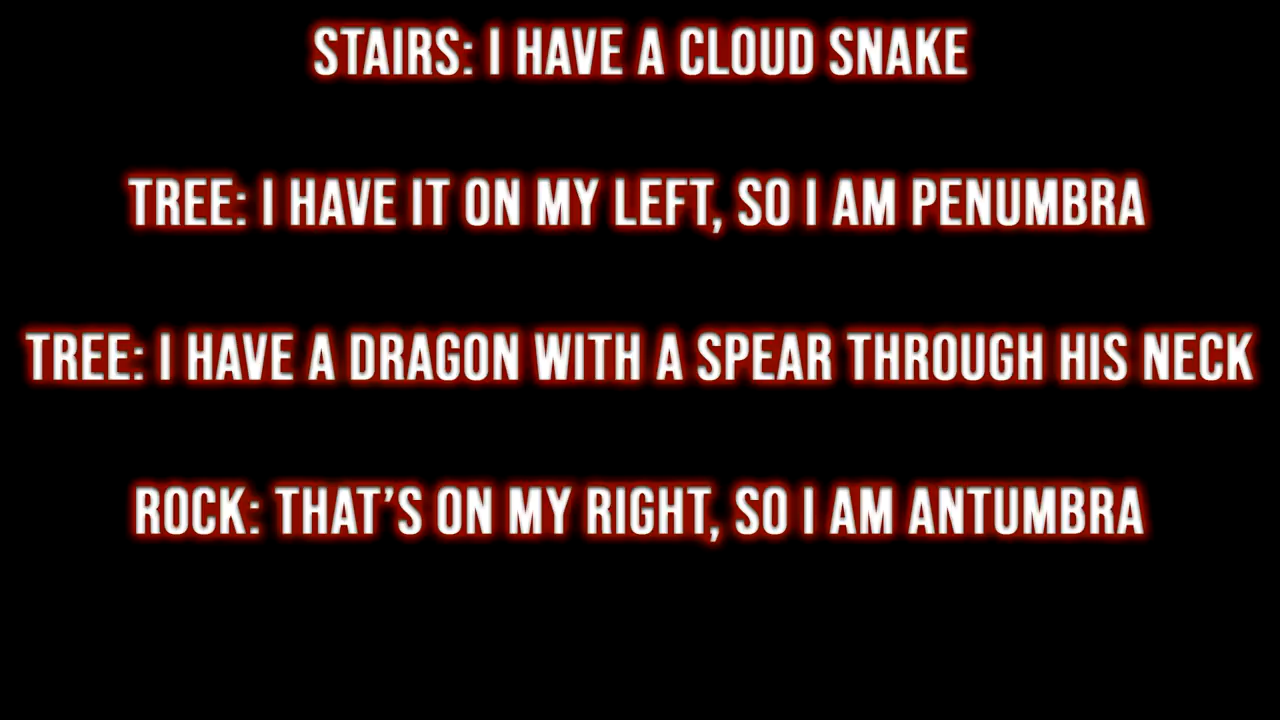 STAIRS: I HAVE A CLOUD SNAKE
TREE: I HAVE IT ON MY LEFT, SO I AM PENUMBRA
TREE: I HAVE A DRAGON WITH A SPEAR THROUGH HIS NECK
ROCK: THAT'S ON MY RIGHT, SO I AM ANTUMBRA